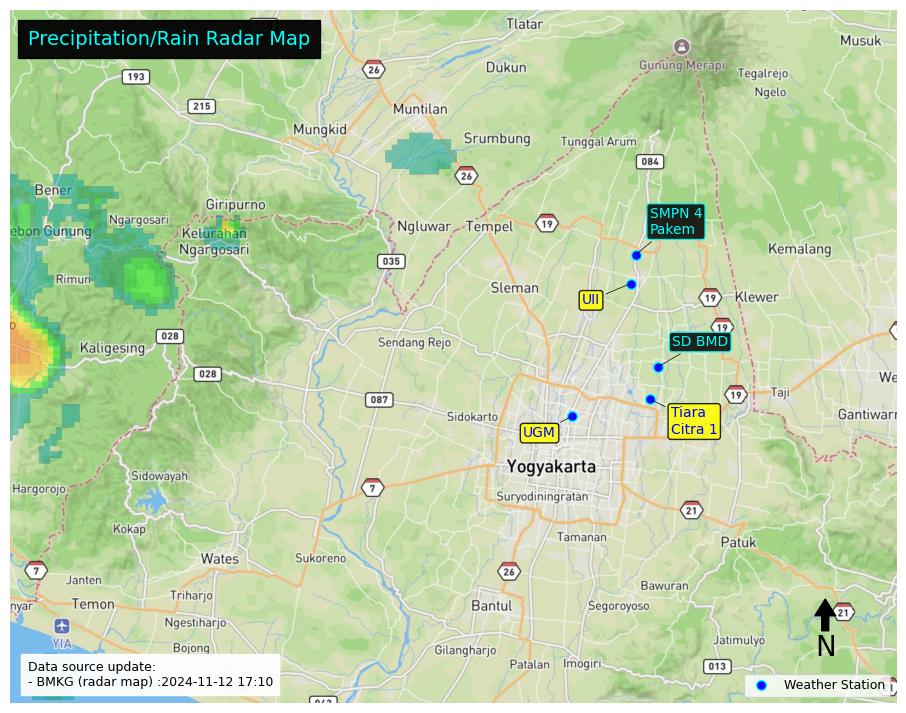 Precipitation/Rain Radar Map
Tlatar
Musuk
26
193
Dukun
Gunung Merapi
Tegalrejo
Ngelo
215
Muntilan
Mungkid
Srumbung
Tunggal Arum
084
26
Bener
Ngargosari
Giripurno
SMPN 4
Pakem
ebon Gunung
Kelurahan
Ngargosari
Ngluwar
Tempel
19
Kemalang
035
Rimun
Sleman
UII
19
Klewer
19
028
Kaligesing
Sendang Rejo
SD BMD
028
087
Sidokarto
19
Taji
We
Tiara
Citra 1
Gantiwarn
UGM
Yogyakarta
Sidowayah
Hargorojo
7
Suryodiningratan
21
Kokap
Tamanan
Patuk
Wates
Sukoreno
7
26
Janten
Bawuran
Triharjo
nyar
Temon
Bantul
Segoroyoso
21
Ngestiharjo
YIA
N
Jatimulyo
Bojong
Gilangharjo
Patalan
Imogiri
013
Data source update:
- BMKG (radar map) :2024-11-12 17:10
Weather Station